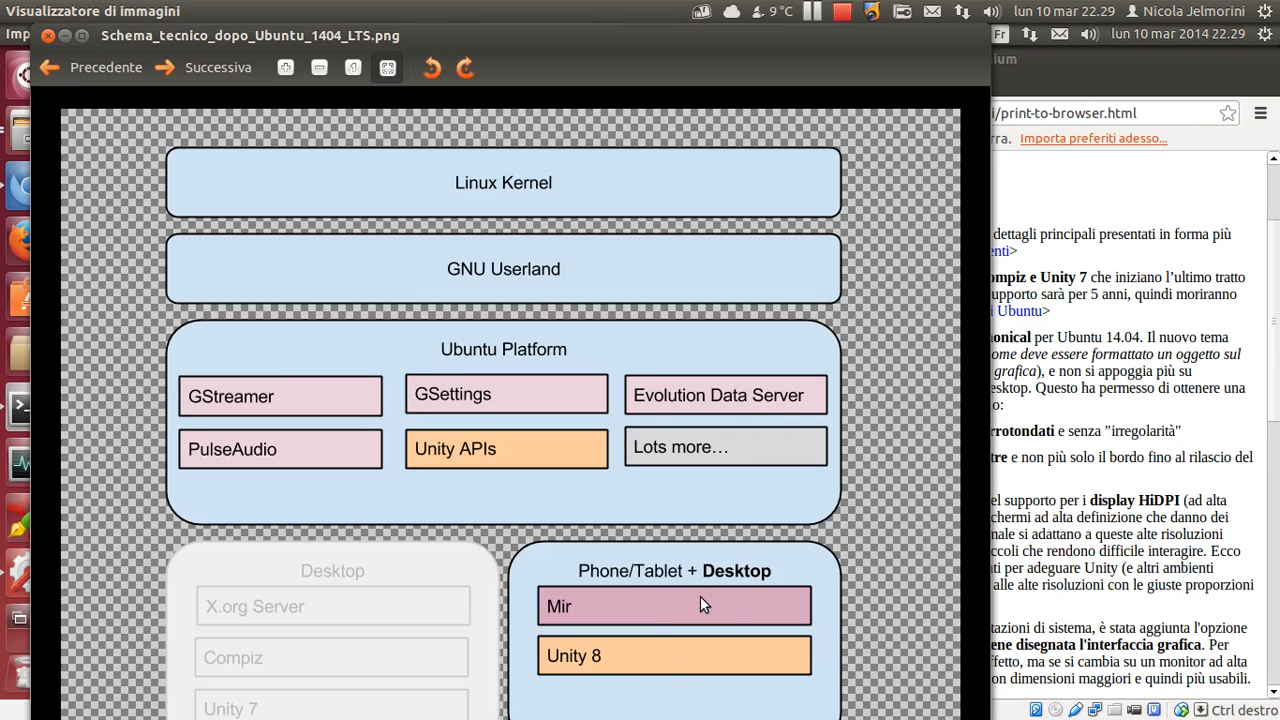 Visualizzatore di immagini
9°C
lun 10 mar 22.29
Nicola Jelmorini
Imp
Schema_tecnico_dopo_Ubuntu_1404_LTS.png
Fr
lun 10 mar 2014 22.29
Precedente
Successiva
nium
i/print-to-browser.html
rra. Importa preferiti adesso...
Linux Kernel
GNU Userland
Ubuntu Platform
GStreamer
GSettings
Evolution Data Server
PulseAudio
Unity APIs
Lots more…
Desktop
X.org Server
Compiz
Unity 7
Phone/Tablet + Desktop
Mir
Unity 8
dettagli principali presentati in forma più
enti>
ompiz e Unity 7 che iniziano l’ultimo tratto
upporto sarà per 5 anni, quindi moriranno
i Ubuntu>
onical per Ubuntu 14.04. Il nuovo tema
ome deve essere formattato un oggetto sul
grafica), e non si appoggia più su
esktop. Questo ha permesso di ottenere una
o:
rrotondati e senza "irregolarità"
tre e non più solo il bordo fino al rilascio del
el supporto per i display HiDPI (ad alta
chermi ad alta definizione che danno dei
nale si adattano a queste alte risoluzioni
ccoli che rendono difficile interagire. Ecco
ti per adeguare Unity (e altri ambienti
alle alte risoluzioni con le giuste proporzioni
tazioni di sistema, è stata aggiunta l'opzione
ene disegnata l'interfaccia grafica. Per
ffetto, ma se si cambia su un monitor ad alta
on dimensioni maggiori e quindi più usabili.
Ctrl destro